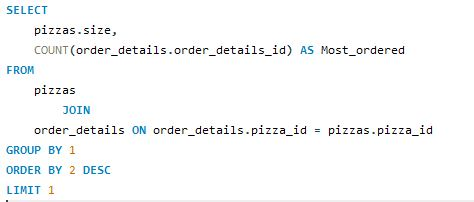 SELECT
    pizzas.size,
    COUNT(order_details.order_details_id) AS Most_ordered
FROM
    pizzas
        JOIN
    order_details ON order_details.pizza_id = pizzas.pizza_id
GROUP BY 1
ORDER BY 2 DESC
LIMIT 1